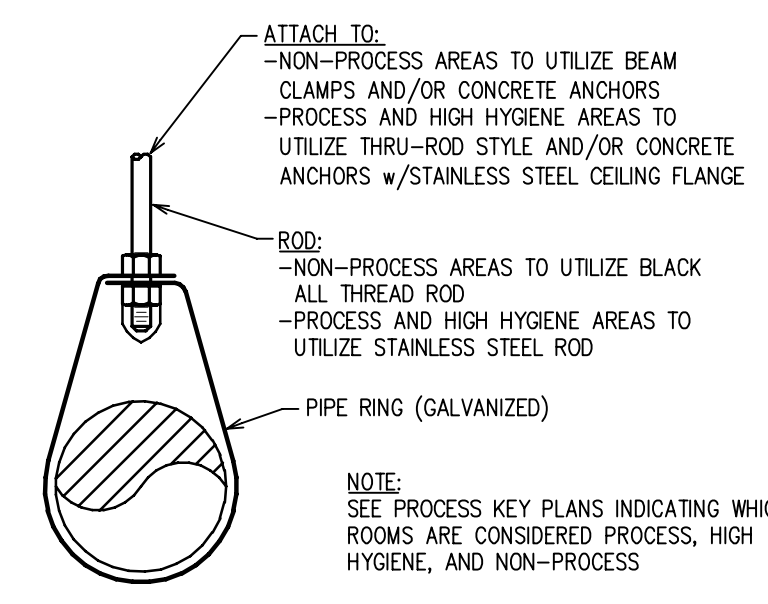 ATTACH TO:
-NON-PROCESS AREAS TO UTILIZE BEAM
CLAMPS AND/OR CONCRETE ANCHORS
-PROCESS AND HIGH HYGIENE AREAS TO
UTILIZE THRU-ROD STYLE AND/OR CONCRETE
ANCHORS w/STAINLESS STEEL CEILING FLANGE
ROD:
-NON-PROCESS AREAS TO UTILIZE BLACK
ALL THREAD ROD
-PROCESS AND HIGH HYGIENE AREAS TO
UTILIZE STAINLESS STEEL ROD
PIPE RING (GALVANIZED)
NOTE:
SEE PROCESS KEY PLANS INDICATING
ROOMS ARE CONSIDERED PROCESS, HIGH
HYGIENE, AND NON-PROCESS